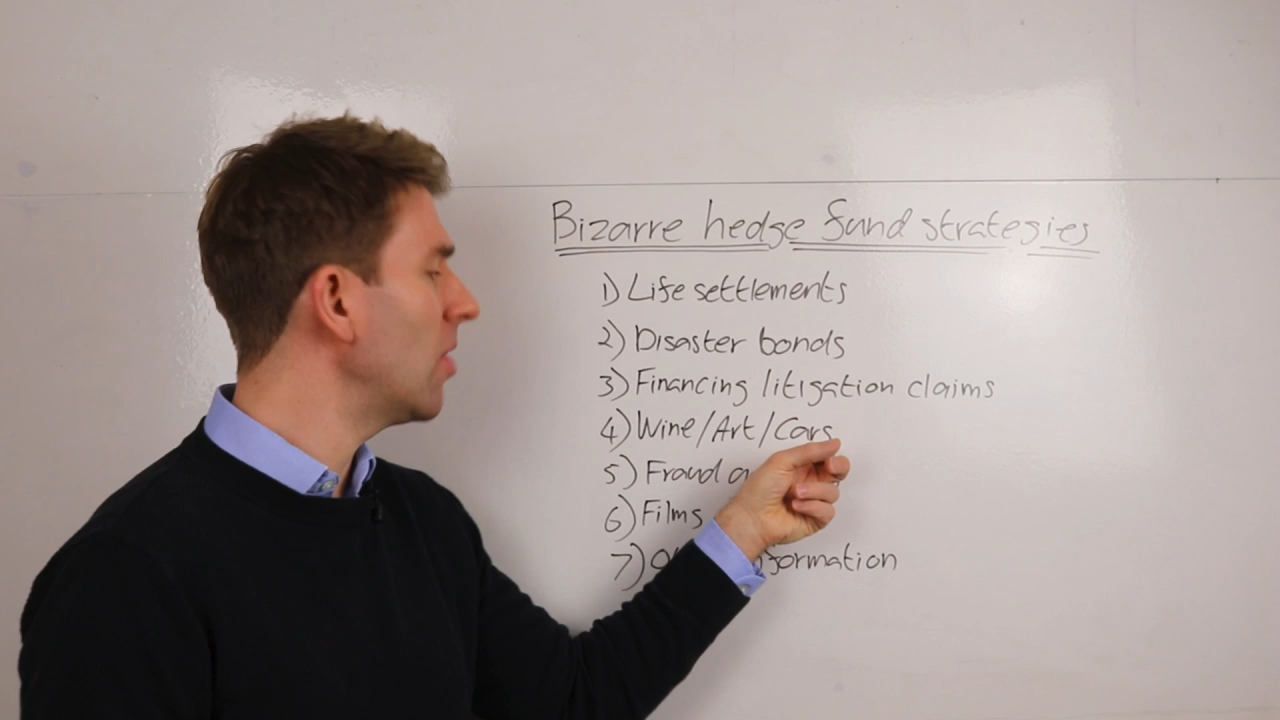 Bizarre hedge fund strategies
1) Life settlements
2) Disaster bonds
3) Financing litigation claims
4) Wine/Art/Cars
5) Fraud
6) Films
7)